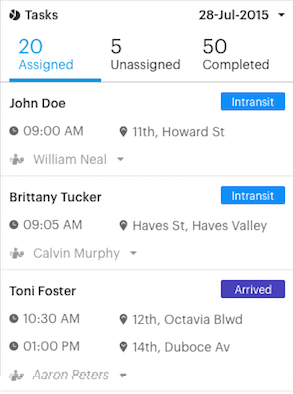 Tasks 28-Jul-2015
20 5 50
Assigned Unassigned Completed
John Doe Intransit
09:00 AM 11th, Howard St
William Neal
Brittany Tucker Intransit
09:05 AM Haves St, Haves Valley
Calvin Murphy
Toni Foster Arrived
10:30 AM 12th, Octavia Blwd
01:00 PM 14th, Duboce Av
Aaron Peters